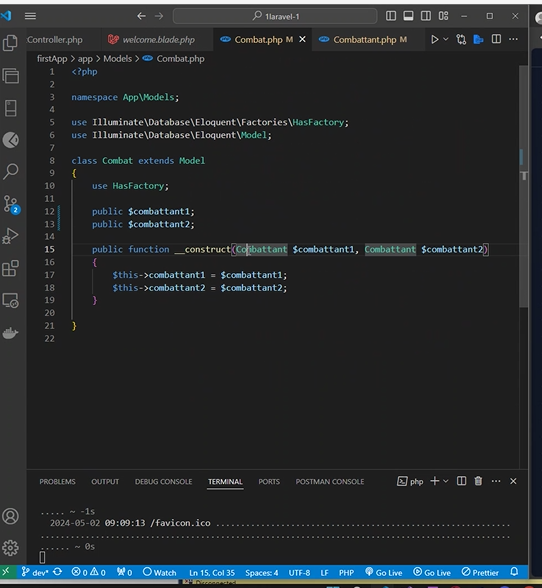 1laravel-1
Controller.php
welcome.blade.php
Combat.php M
Combattant.php M
firstApp > app > Models > Combat.php
1 <?php
2
3 namespace App\Models;
4
5 use Illuminate\Database\Eloquent\Factories\HasFactory;
6 use Illuminate\Database\Eloquent\Model;
7
8 class Combat extends Model
9 {
10 use HasFactory;
11
12 public $combattant1;
13 public $combattant2;
14
15 public function __construct(Combattant $combattant1, Combattant $combattant2)
16 {
17 $this->combattant1 = $combattant1;
18 $this->combattant2 = $combattant2;
19 }
20
21 }
22
2
PROBLEMS OUTPUT DEBUG CONSOLE TERMINAL PORTS POSTMAN CONSOLE php
..... ~ -1s
2024-05-02 09:09:13 /favicon.ico ..................................................
..................................................................................
...... ~ 0s
dev* 0 0 0 Watch Ln 15, Col 35 Spaces: 4 UTF-8 LF PHP Go Live Go Live Prettier
Disconnected